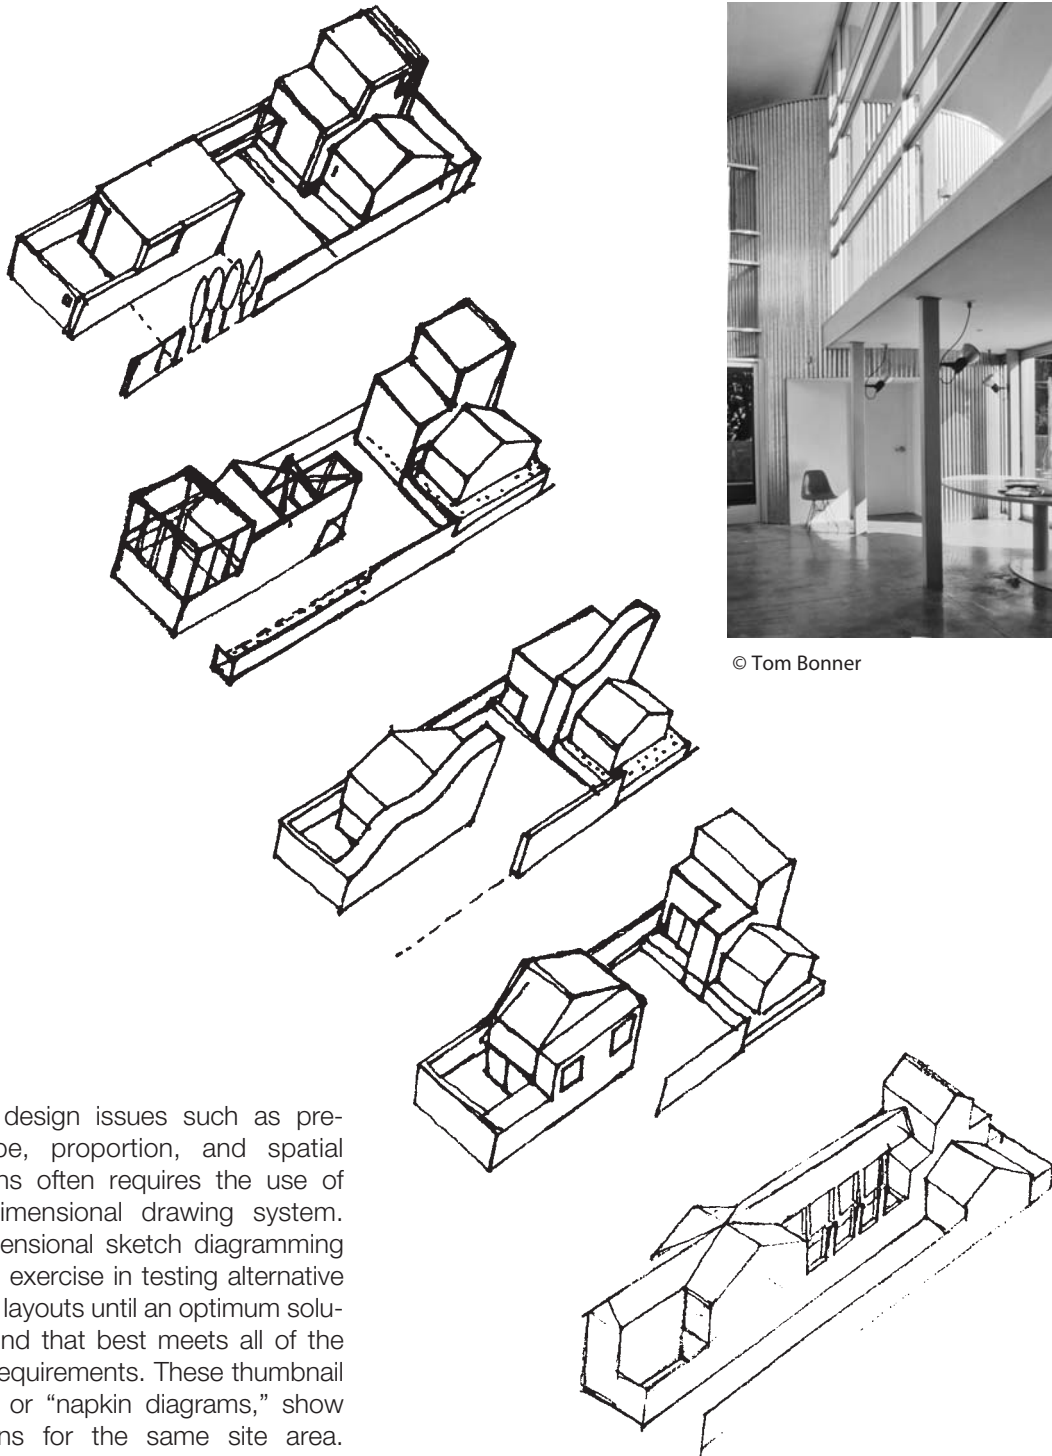 © Tom Bonner
design issues such as pre-
pe, proportion, and spatial
ns often requires the use of
imensional drawing system.
ensional sketch diagramming
exercise in testing alternative
layouts until an optimum solu-
nd that best meets all of the
equirements. These thumbnail
or “napkin diagrams,” show
ns for the same site area.